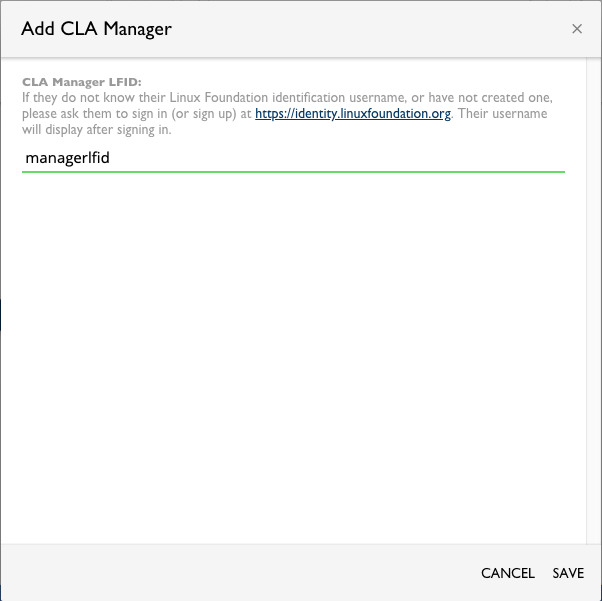 Add CLA Manager
×
CLA Manager LFID:
If they do not know their Linux Foundation identification username, or have not created one,
please ask them to sign in (or sign up) at https://identity.linuxfoundation.org. Their username
will display after signing in.
managerlfid
CANCEL SAVE